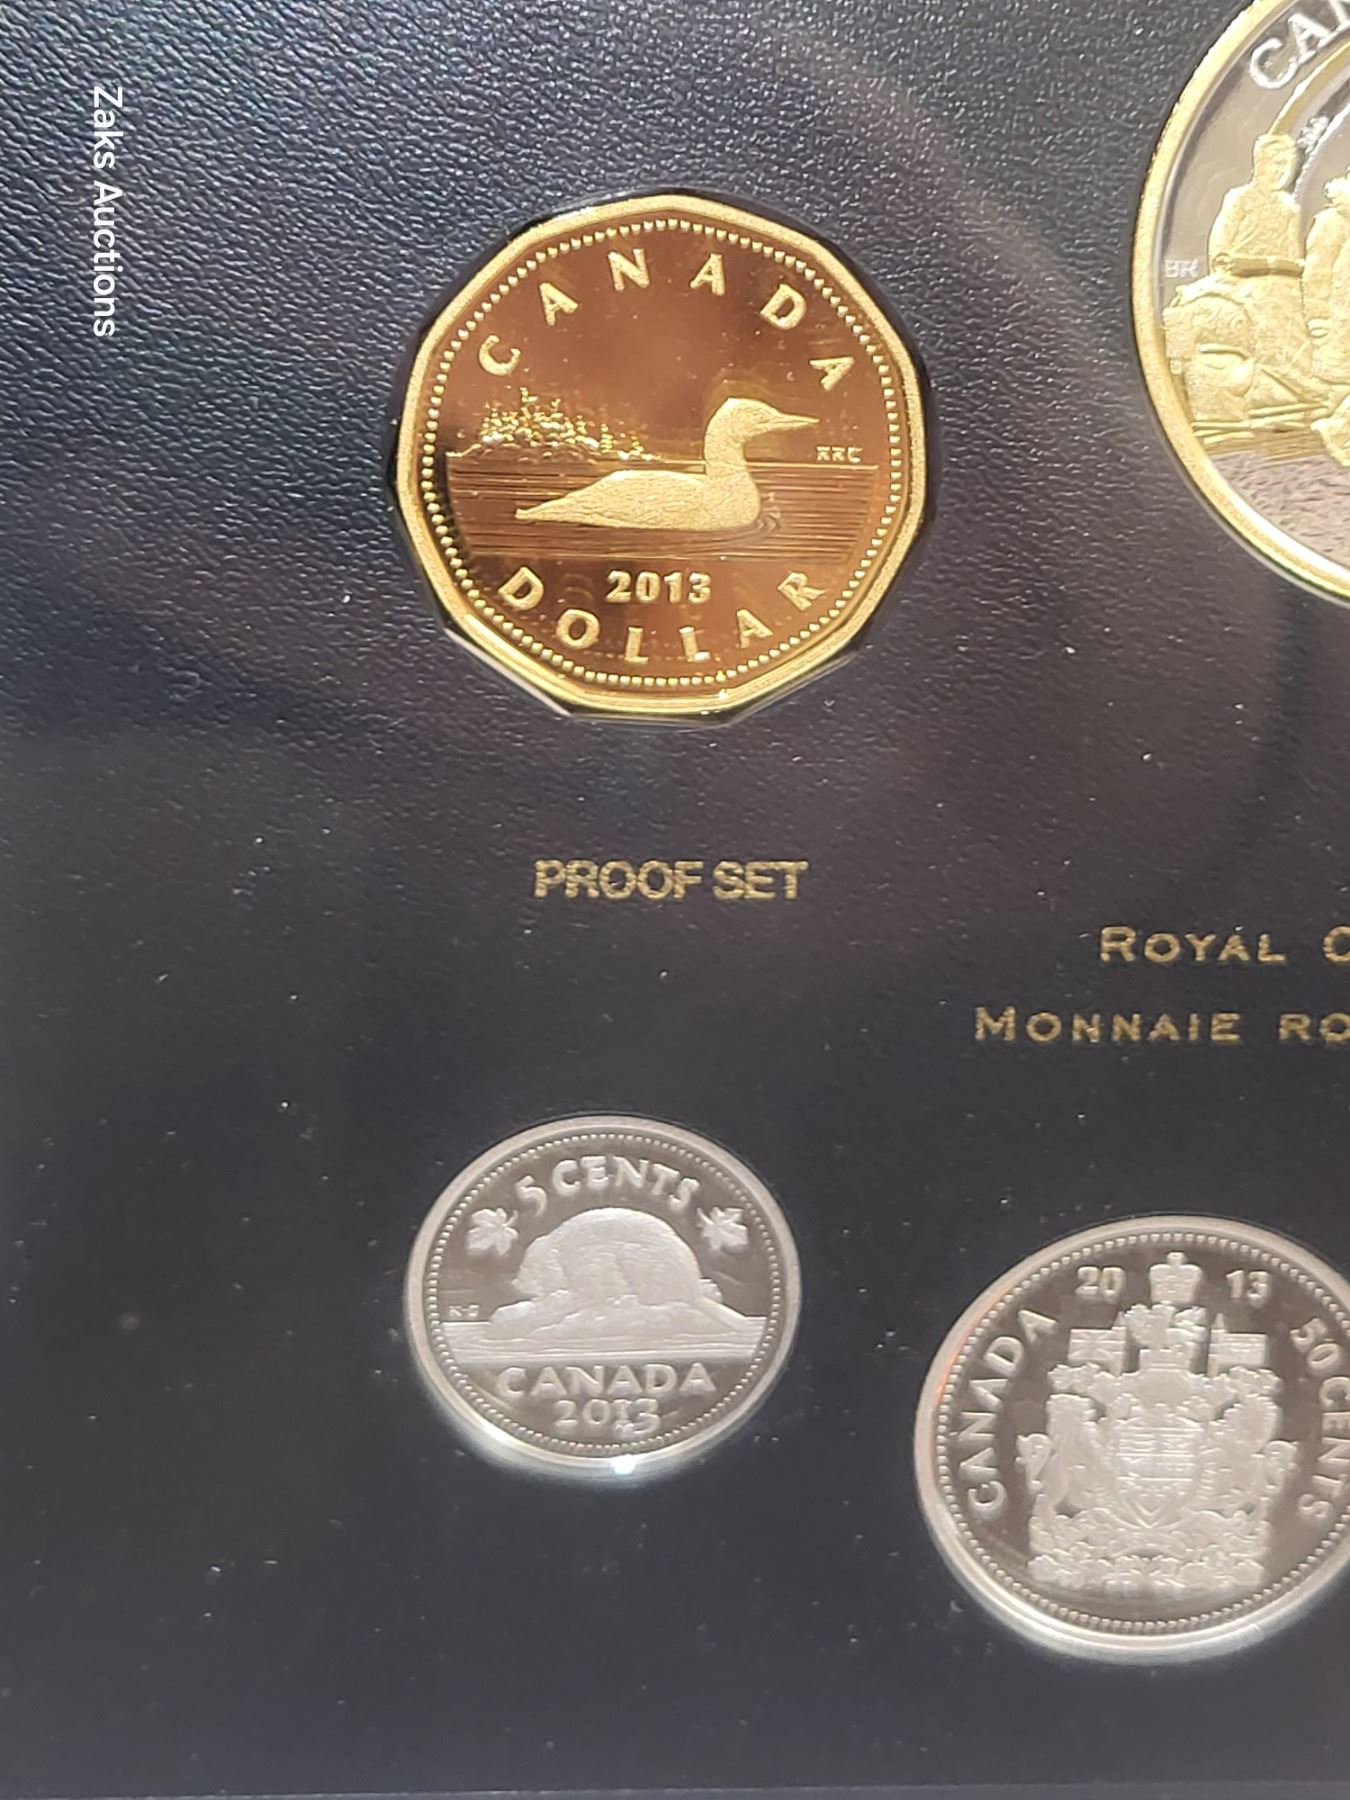 Zaks Auctions
CANADA
RRC
2013
DOLLAR
BR
PROOF SET
ROYAL
MONNAIE
5 CENTS
CANADA
2013
20 13
CANADA
50 CENTS